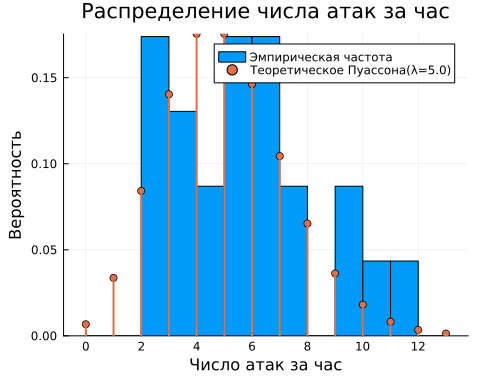 Распределение числа атак за час
Эмпирическая частота
Теоретическое Пуассона(λ=5.0)
Вероятность
0.15
0.10
0.05
0.00
0 2 4 6 8 10 12
Число атак за час